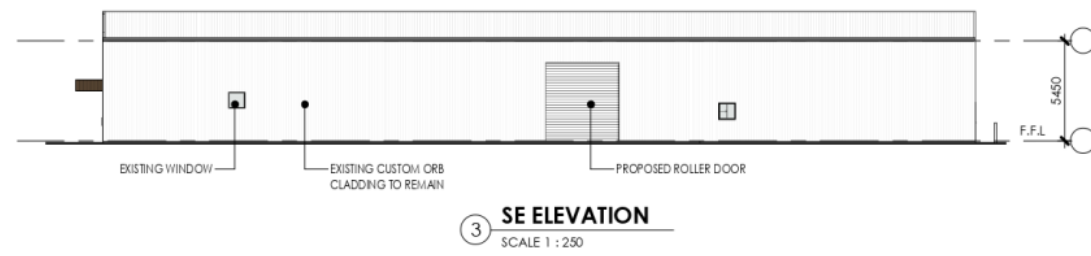 5450
F.F.L
EXISTING WINDOW
EXISTING CUSTOM ORB
CLADDING TO REMAIN
PROPOSED ROLLER DOOR
3
SE ELEVATION
SCALE 1 : 250